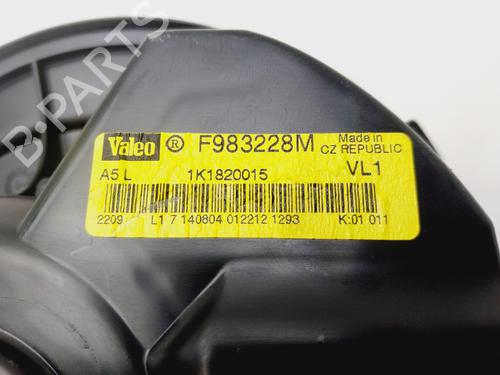 B-PARTS
Valeo ® F983228M Made in CZ REPUBLIC
A5 L 1K1820015 VL1
2209 L1 7 140804 012212 1293 K:01 011